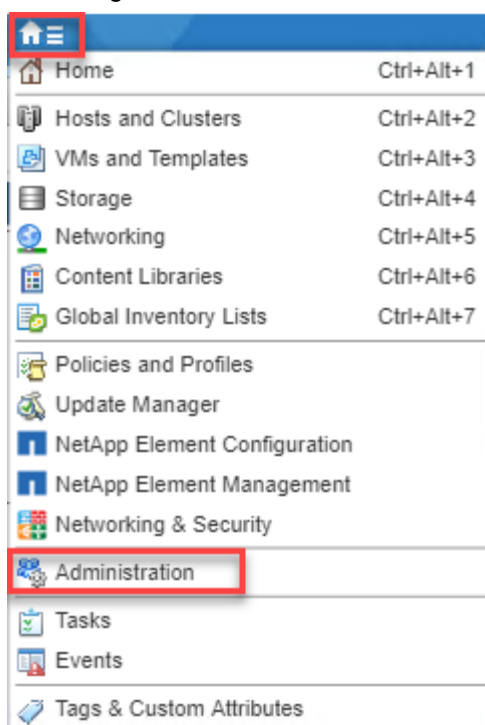 Home Ctrl+Alt+1
Hosts and Clusters Ctrl+Alt+2
VMs and Templates Ctrl+Alt+3
Storage Ctrl+Alt+4
Networking Ctrl+Alt+5
Content Libraries Ctrl+Alt+6
Global Inventory Lists Ctrl+Alt+7
Policies and Profiles
Update Manager
NetApp Element Configuration
NetApp Element Management
Networking & Security
Administration
Tasks
Events
Tags & Custom Attributes